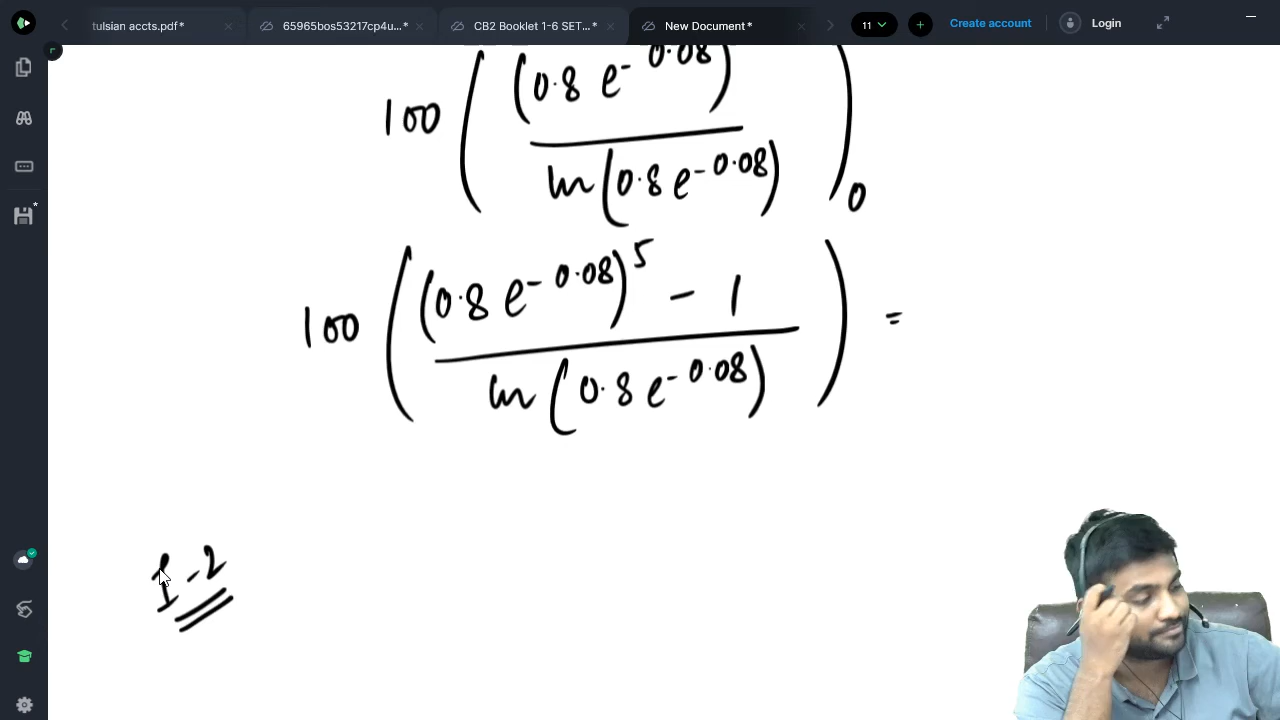 tulsian accts.pdf* 65965bos53217cp4u...* CB2 Booklet 1-6 SET...* New Document* 11 Create account Login
100 ( (0.8 e^- 0.08) / ln(0.8 e^- 0.08) )_0
100 ( (0.8 e^- 0.08)^5 - 1 / ln(0.8 e^- 0.08) ) =
I-2